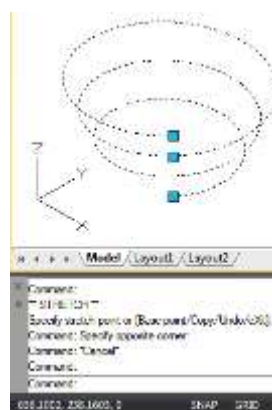 Z
Y
X
Model Layout1 Layout2
Command:
** STRETCH **
Specify stretch point or [Base point/Copy/Undo/eXit]:
Command: Specify opposite corner:
Command: *Cancel*
Command:
Command:
SNAP GRID